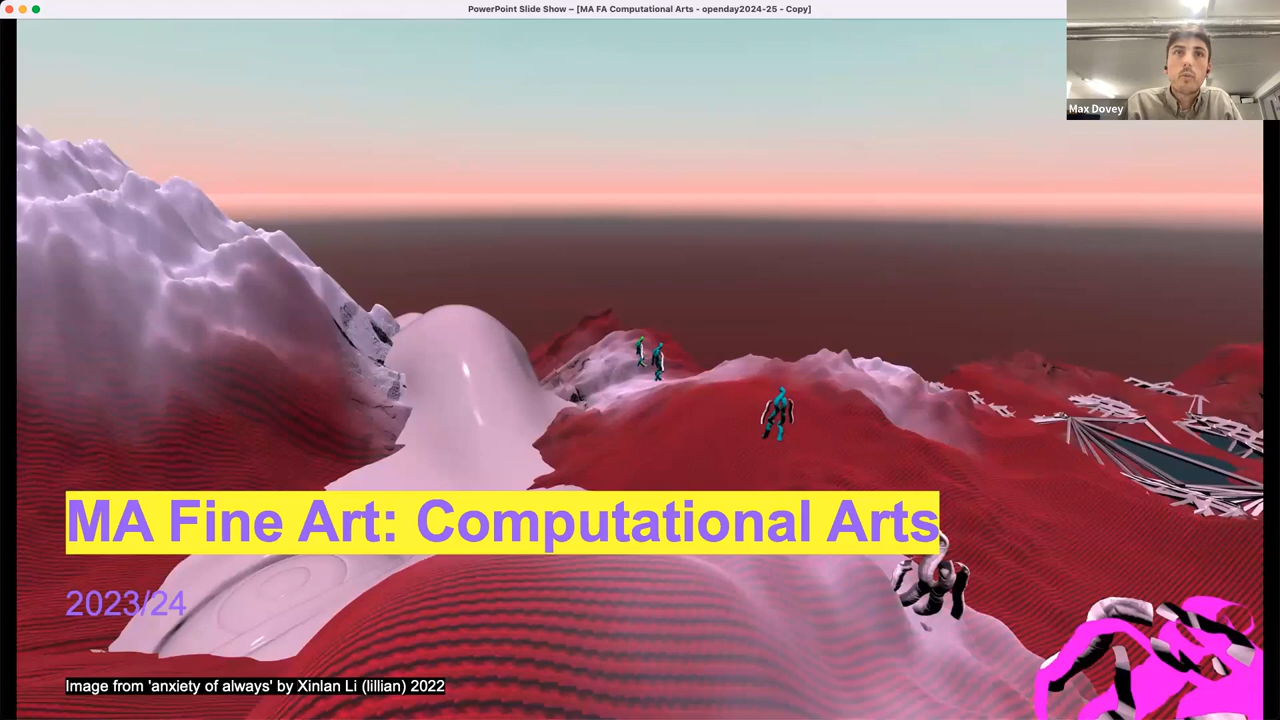 PowerPoint Slide Show – [MA FA Computational Arts - openday2024-25 - Copy]
Max Dovey
MA Fine Art: Computational Arts
2023/24
Image from 'anxiety of always' by Xinlan Li (lillian) 2022